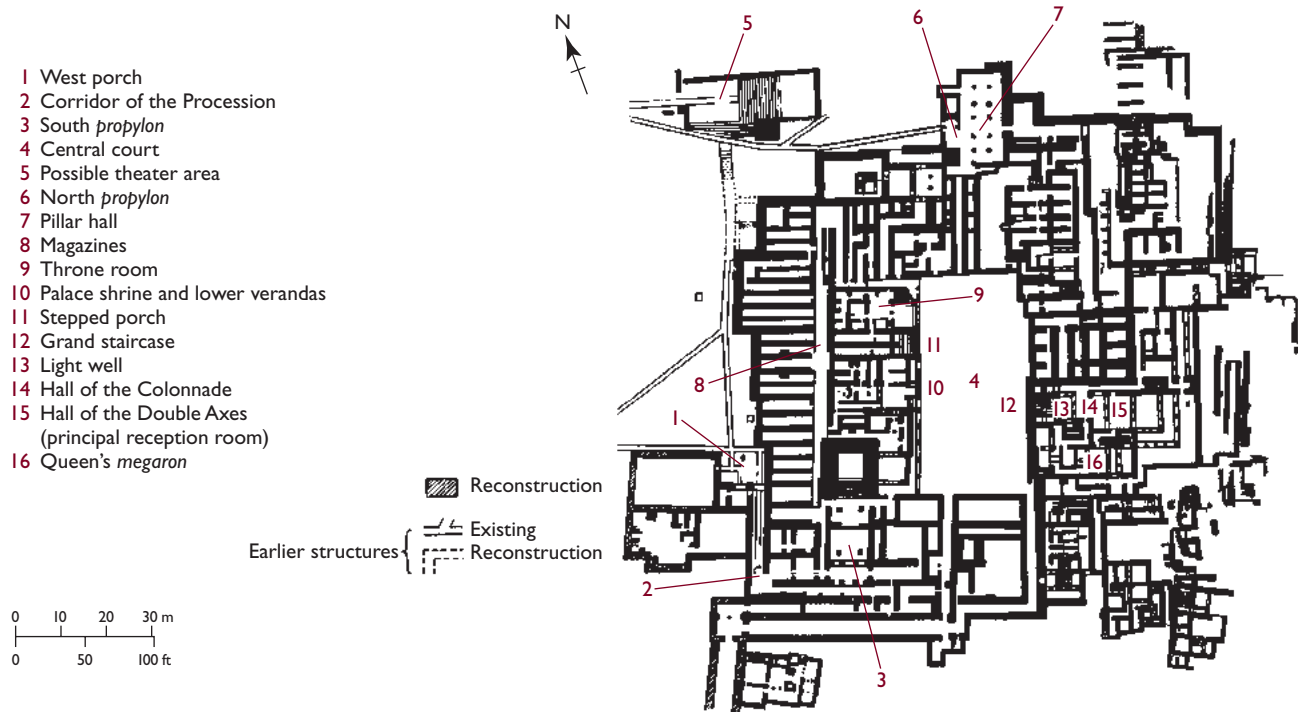 1 West porch
2 Corridor of the Procession
3 South propylon
4 Central court
5 Possible theater area
6 North propylon
7 Pillar hall
8 Magazines
9 Throne room
10 Palace shrine and lower verandas
11 Stepped porch
12 Grand staircase
13 Light well
14 Hall of the Colonnade
15 Hall of the Double Axes
(principal reception room)
16 Queen's megaron
Reconstruction
Earlier structures
Existing
Reconstruction
0 10 20 30 m
0 50 100 ft
N
5
6
7
9
11
8
10
4
12
13
14
15
1
16
2
3